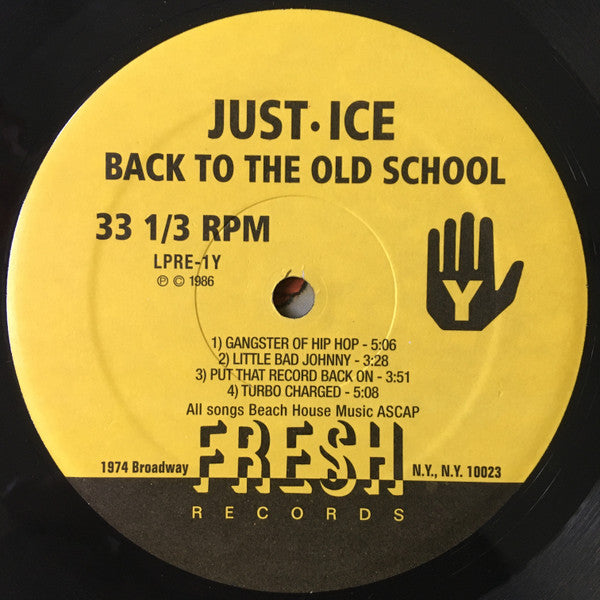 JUST·ICE
BACK TO THE OLD SCHOOL
33 1/3 RPM
LPRE-1Y
℗ © 1986
Y
1) GANGSTER OF HIP HOP - 5:06
2) LITTLE BAD JOHNNY - 3:28
3) PUT THAT RECORD BACK ON - 3:51
4) TURBO CHARGED - 5:08
All songs Beach House Music ASCAP
1974 Broadway
FRESH
N.Y., N.Y. 10023
RECORDS